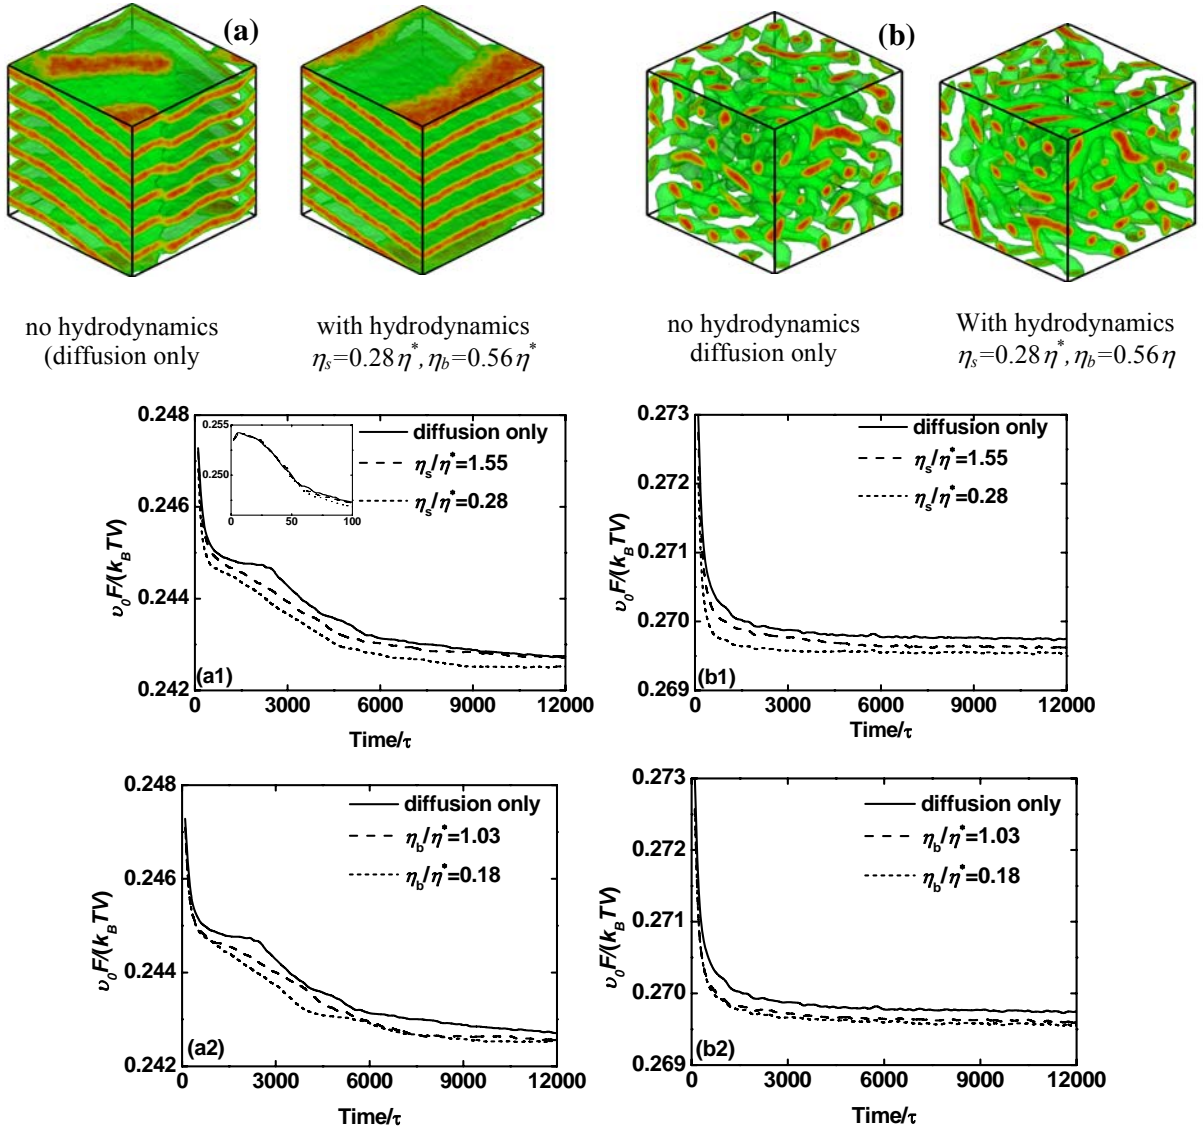 (a)
(b)
no hydrodynamics
(diffusion only
with hydrodynamics
ηs=0.28η*, ηb=0.56η*
no hydrodynamics
diffusion only
With hydrodynamics
ηs=0.28η*, ηb=0.56η
0.248
0.246
0.244
0.242
υ0F/(kBTV)
0.255
0.250
0
50
100
diffusion only
ηs/η*=1.55
ηs/η*=0.28
(a1)
0
3000
6000
9000
12000
Time/τ
0.273
0.272
0.271
0.270
0.269
υ0F/(kBTV)
diffusion only
ηs/η*=1.55
ηs/η*=0.28
(b1)
0
3000
6000
9000
12000
Time/τ
0.248
0.246
0.244
0.242
υ0F/(kBTV)
diffusion only
ηb/η*=1.03
ηb/η*=0.18
(a2)
0
3000
6000
9000
12000
Time/τ
0.273
0.272
0.271
0.270
0.269
υ0F/(kBTV)
diffusion only
ηb/η*=1.03
ηb/η*=0.18
(b2)
0
3000
6000
9000
12000
Time/τ